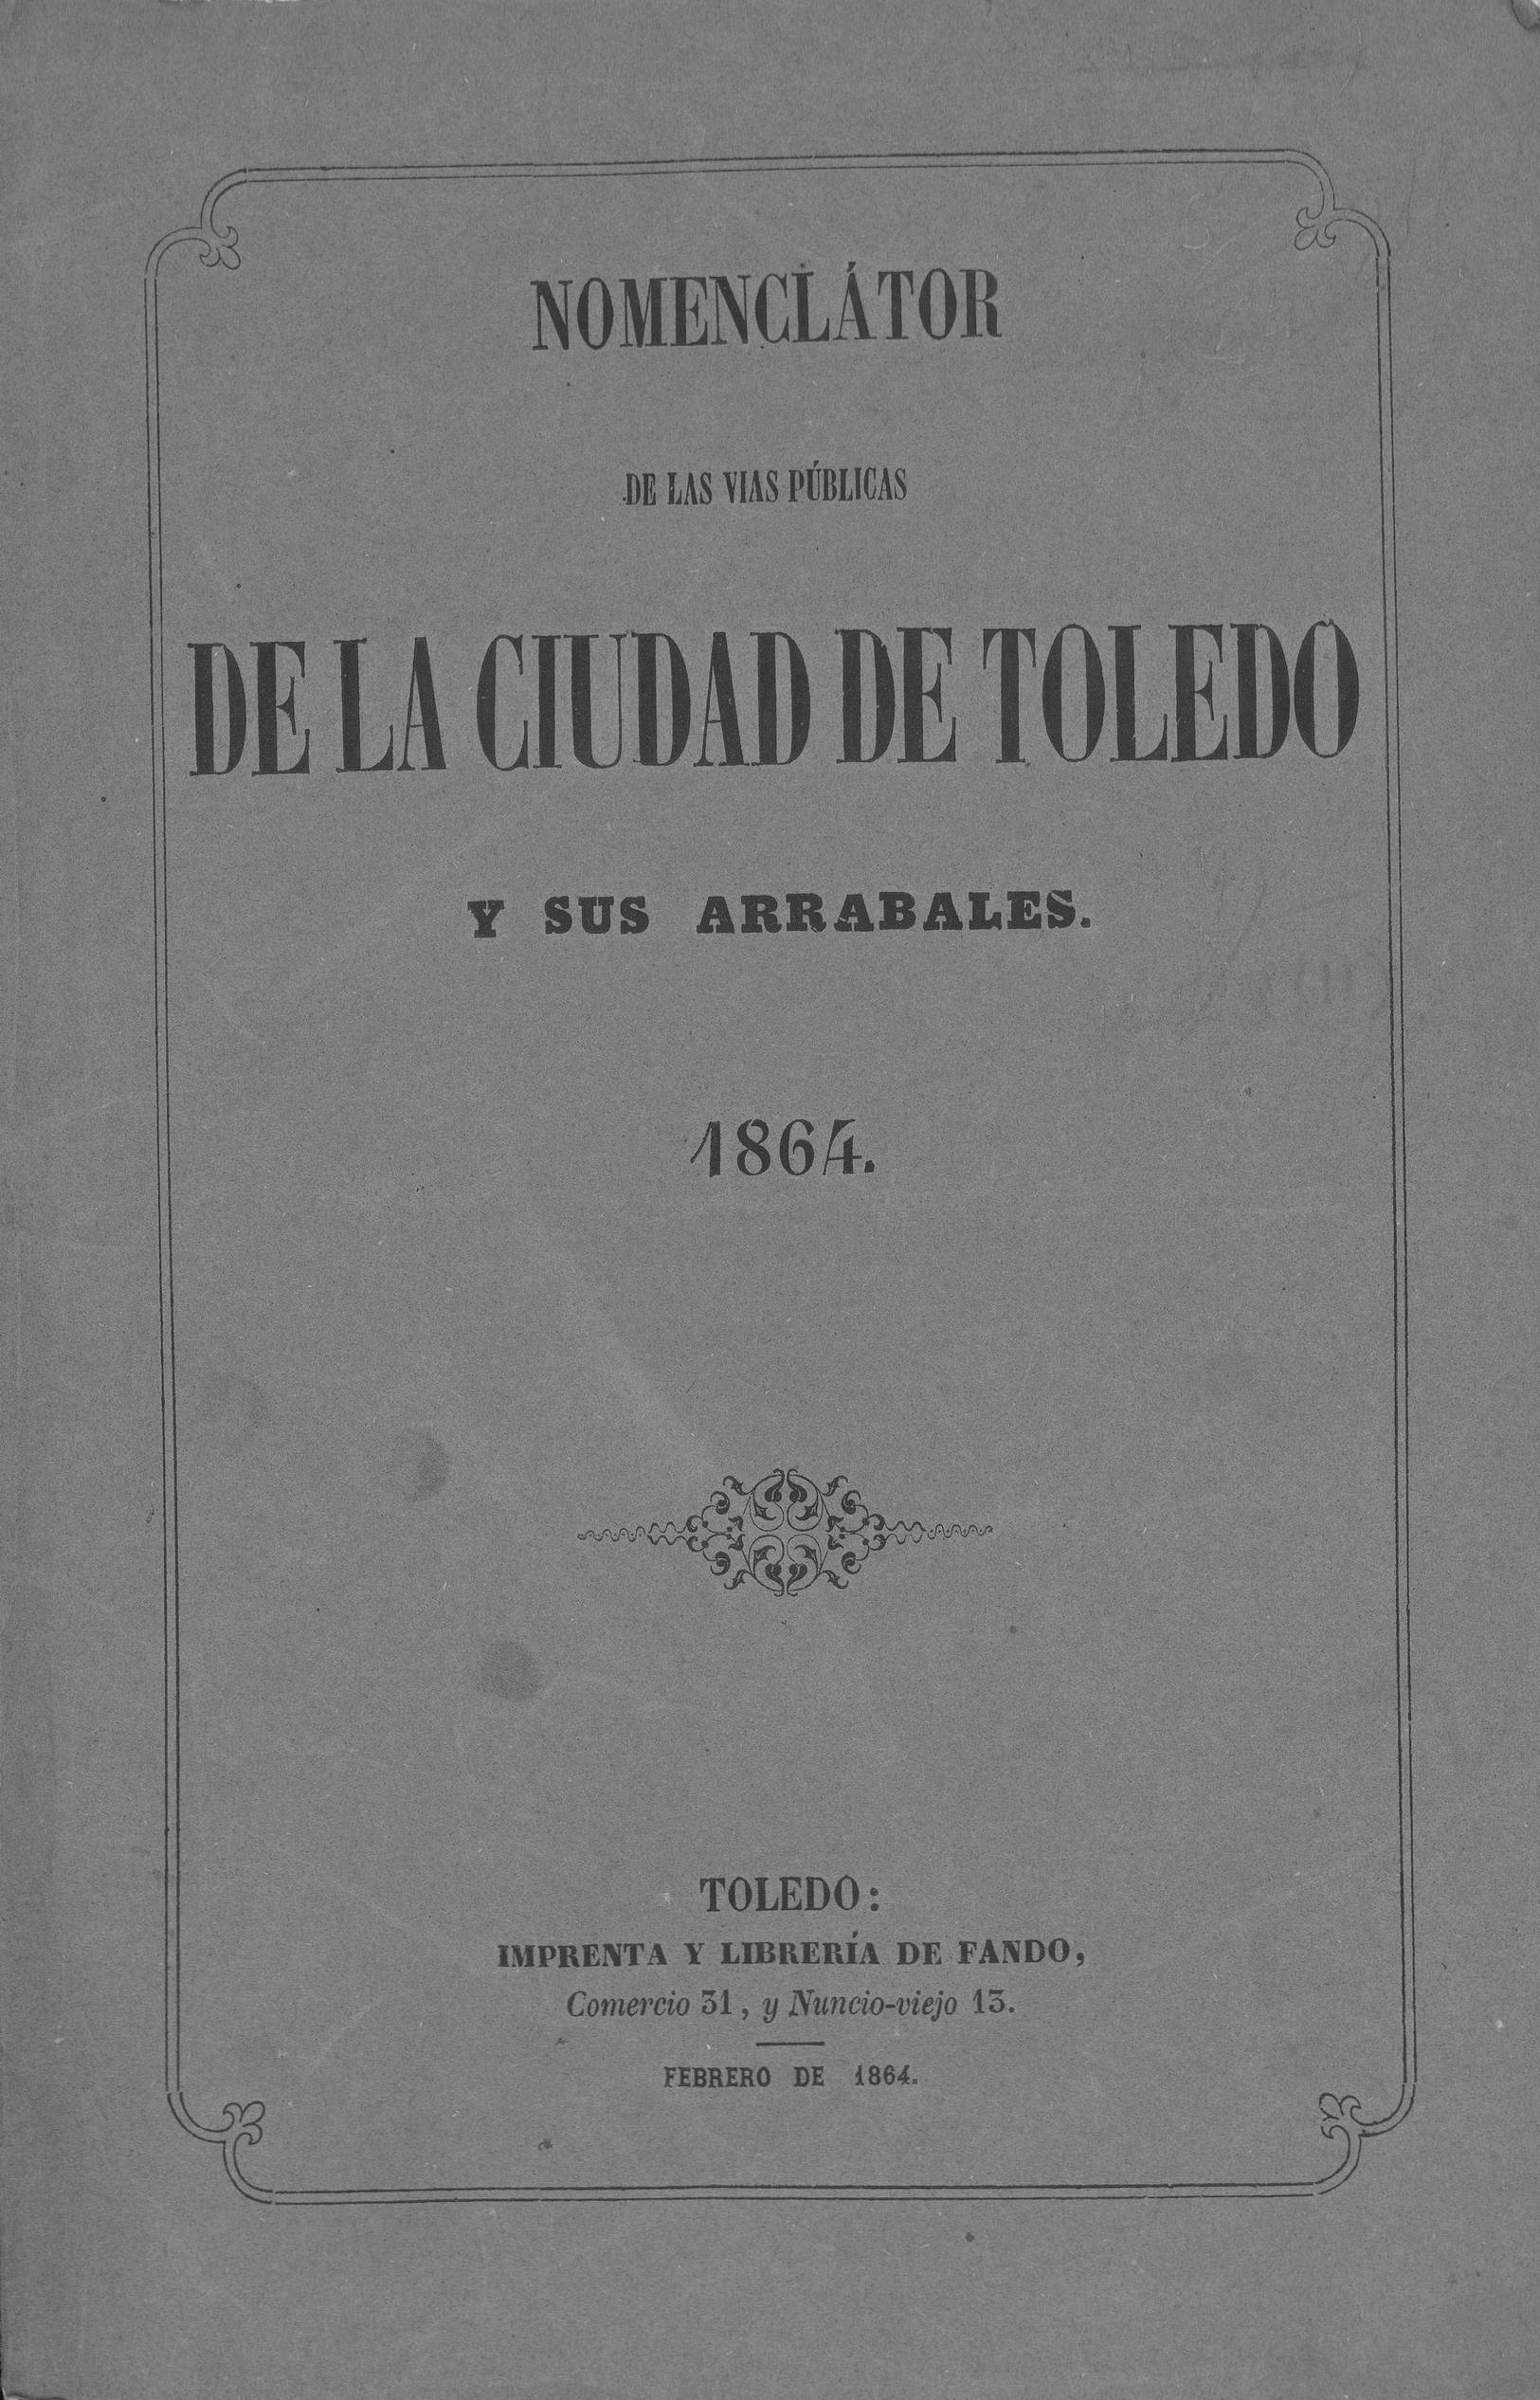 NOMENCLÁTOR
DE LAS VIAS PÚBLICAS
DE LA CIUDAD DE TOLEDO
Y SUS ARRABALES.
1864.
TOLEDO:
IMPRENTA Y LIBRERÍA DE FANDO,
Comercio 31, y Nuncio-viejo 13.
FEBRERO DE 1864.